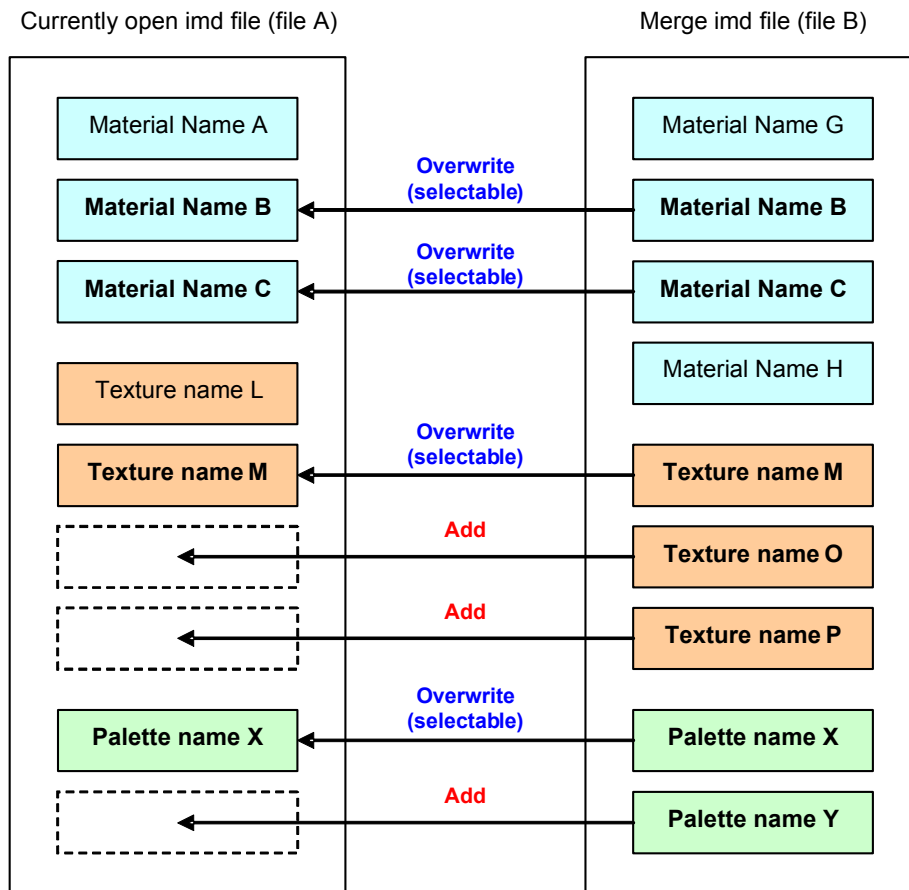 Currently open imd file (file A)
Merge imd file (file B)
Material Name A
Material Name G
Overwrite
(selectable)
Material Name B
Material Name B
Overwrite
(selectable)
Material Name C
Material Name C
Material Name H
Texture name L
Overwrite
(selectable)
Texture name M
Texture name M
Add
Texture name O
Add
Texture name P
Overwrite
(selectable)
Palette name X
Palette name X
Add
Palette name Y